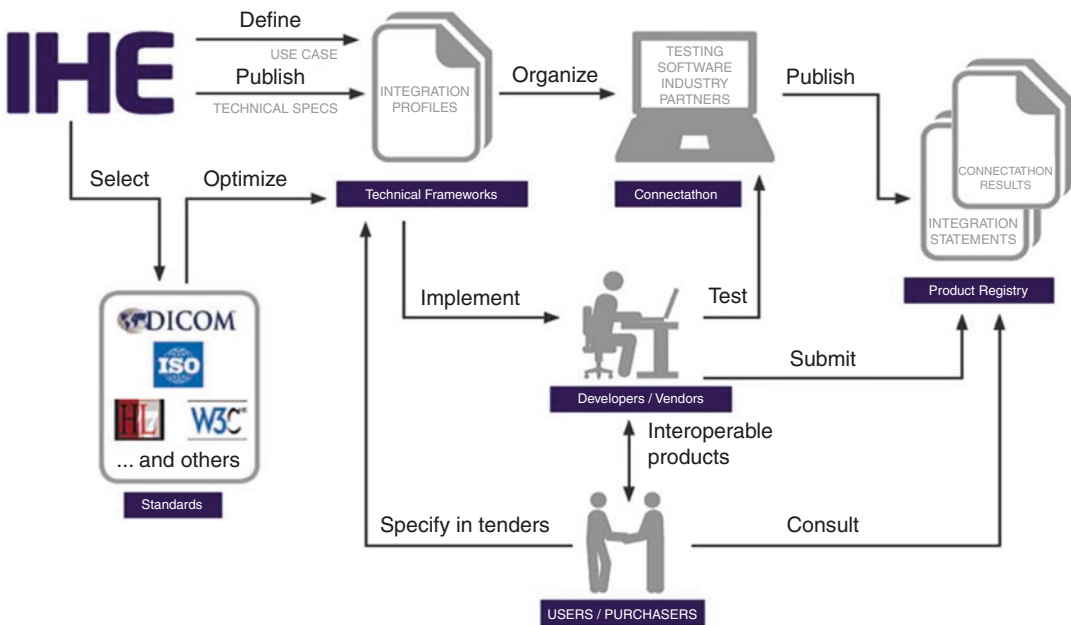 IHE
Define
USE CASE
Publish
TECHNICAL SPECS
INTEGRATION
PROFILES
Organize
TESTING
SOFTWARE
INDUSTRY
PARTNERS
Publish
CONNECTATHON
RESULTS
INTEGRATION
STATEMENTS
Select
Optimize
Technical Frameworks
Connectathon
Product Registry
DICOM
ISO
HL7
W3C
... and others
Standards
Implement
Test
Submit
Developers / Vendors
Interoperable
products
Specify in tenders
Consult
USERS / PURCHASERS